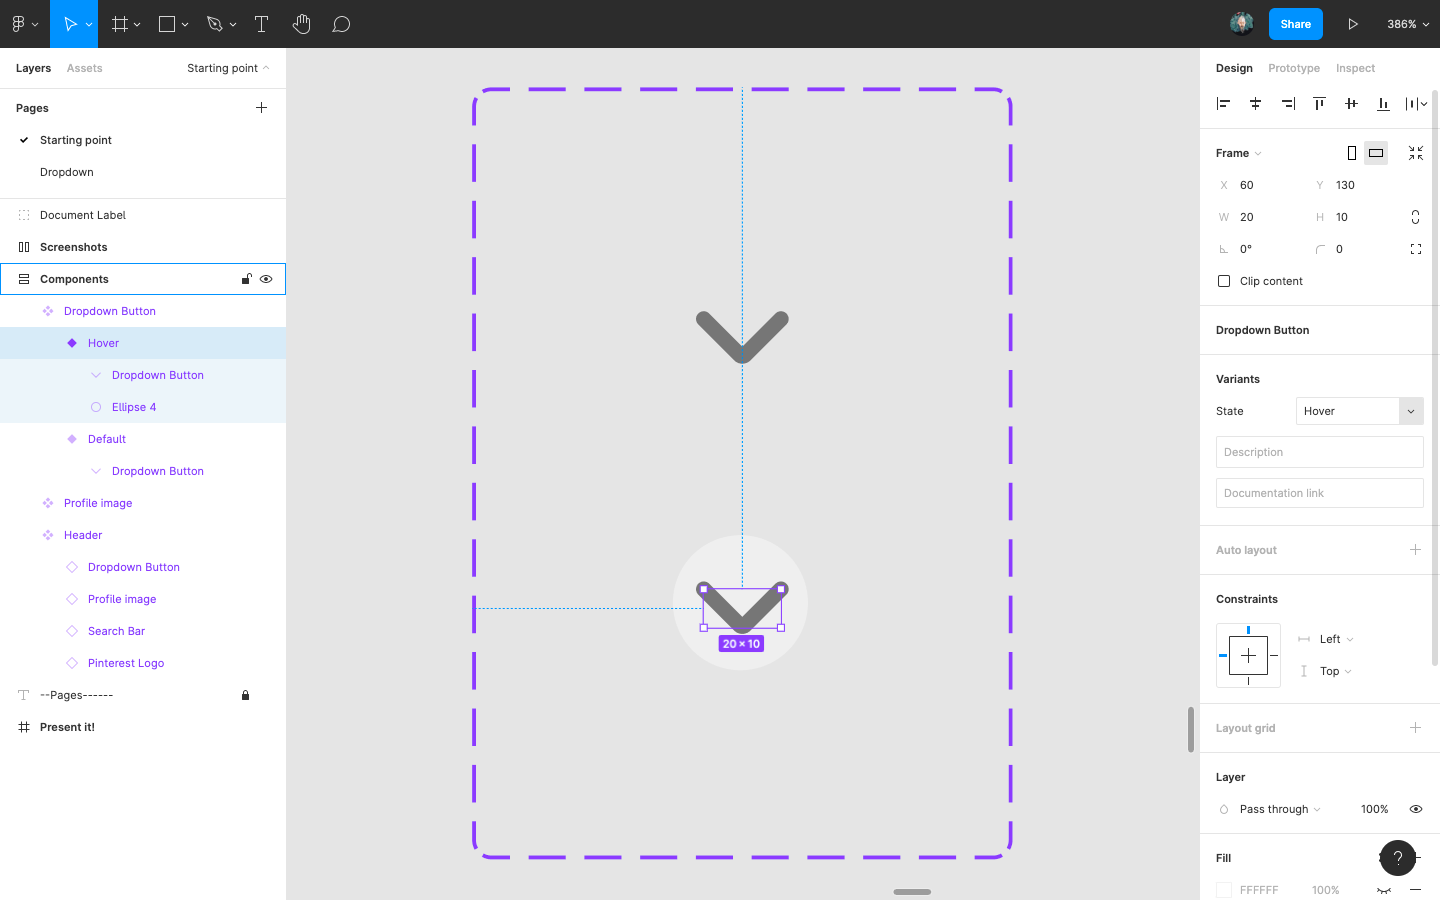 Share
386%
Layers
Assets
Starting point
Pages
Starting point
Dropdown
Document Label
Screenshots
Components
Dropdown Button
Hover
Dropdown Button
Ellipse 4
Default
Dropdown Button
Profile image
Header
Dropdown Button
Profile image
Search Bar
Pinterest Logo
--Pages------
Present it!
20 × 10
Design
Prototype
Inspect
Frame
X 60
Y 130
W 20
H 10
0°
0
Clip content
Dropdown Button
Variants
State
Hover
Description
Documentation link
Auto layout
Constraints
Left
Top
Layout grid
Layer
Pass through
100%
Fill
?
FFFFFF
100%